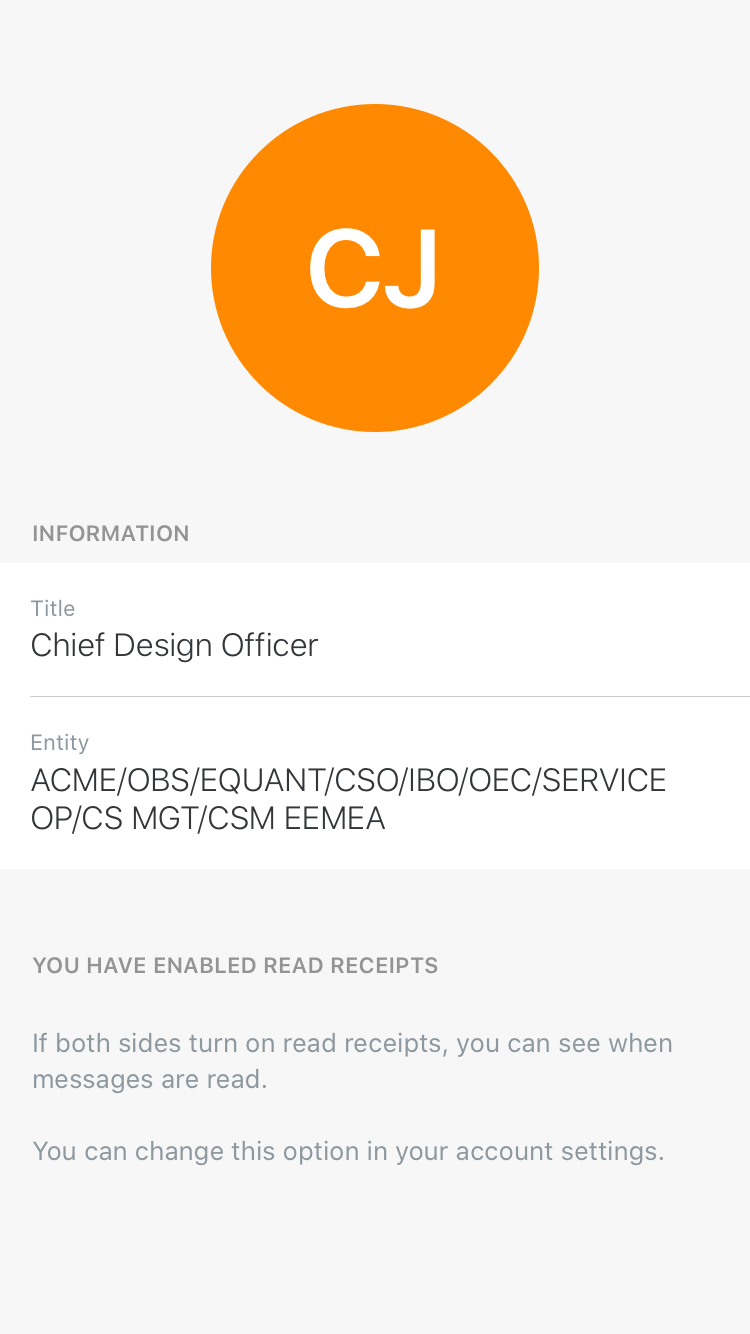 CJ
INFORMATION
Title
Chief Design Officer
Entity
ACME/OBS/EQUANT/CSO/IBO/OEC/SERVICE
OP/CS MGT/CSM EEMEA
YOU HAVE ENABLED READ RECEIPTS
If both sides turn on read receipts, you can see when
messages are read.
You can change this option in your account settings.